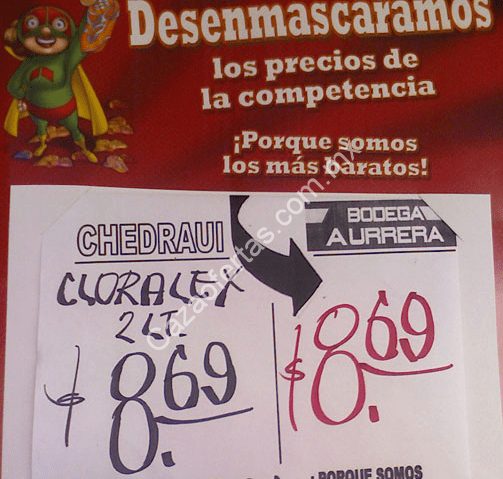 Desenmascaramos
los precios de
la competencia
¡Porque somos
los más baratos!
CHEDRAUI
BODEGA
AURRERA
CLORALEX
2 LT.
$ 8.69
$ 8.69
¡PORQUE SOMOS
cazaofertas.com.mx